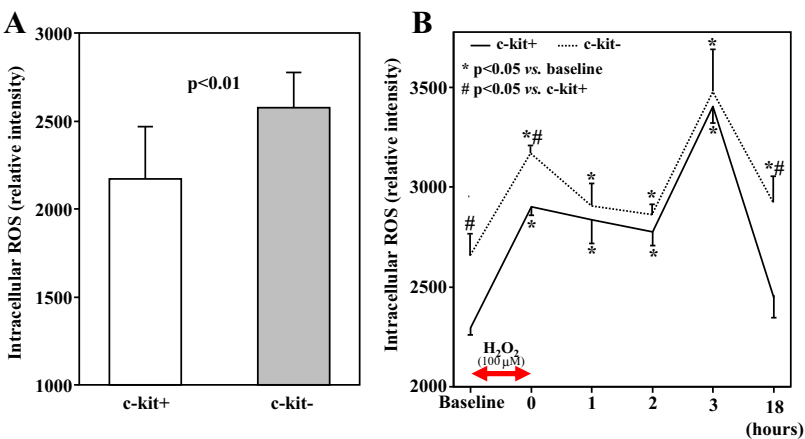 A
Intracellular ROS (relative intensity)
3000
2500
2000
1500
1000
p<0.01
c-kit+
c-kit-
B
Intracellular ROS (relative intensity)
3500
3000
2500
2000
c-kit+ c-kit-
* p<0.05 vs. baseline
# p<0.05 vs. c-kit+
#
*#
*
*
*
*#
*
*
*
*
H2O2
(100 μM)
Baseline 0 1 2 3 18
(hours)